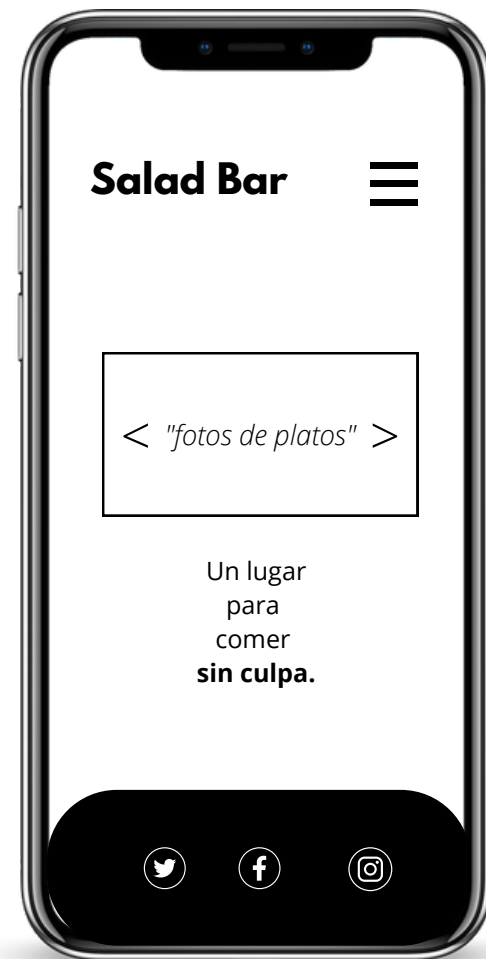 Salad Bar
< "fotos de platos" >
Un lugar
para
comer
sin culpa.